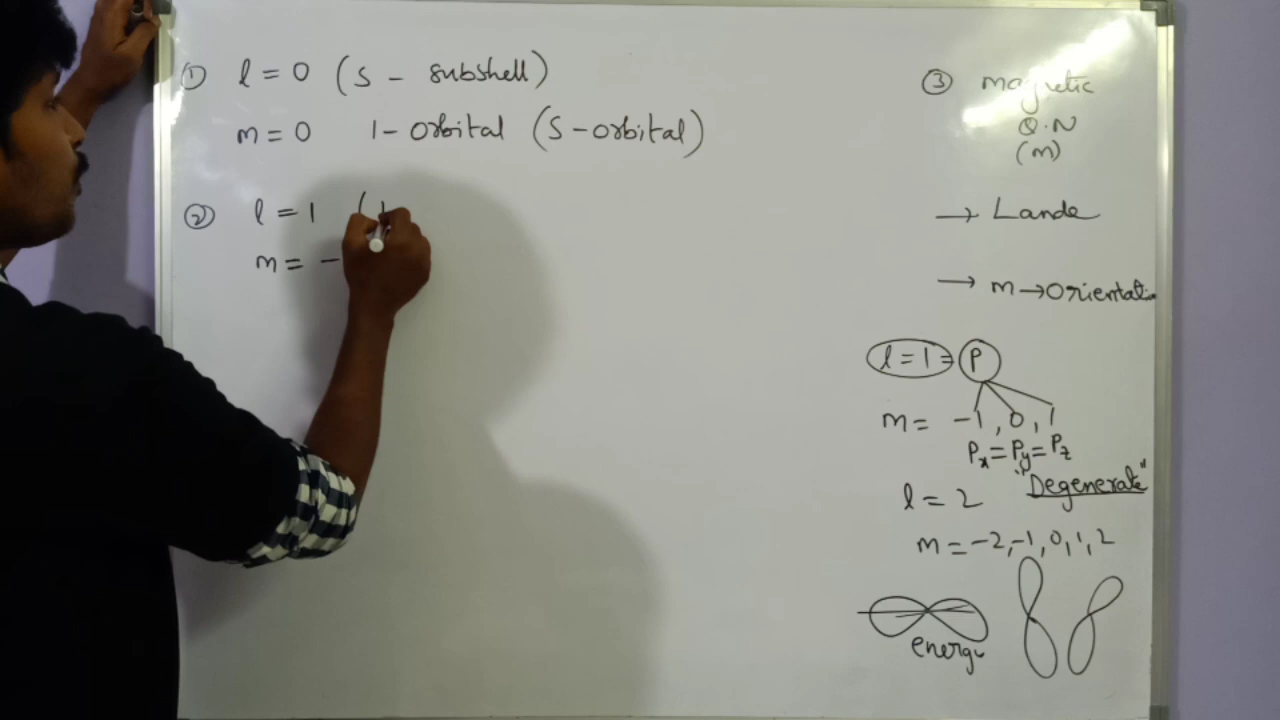 ① l = 0 (S - subshell)
m = 0 1 - orbital (S - orbital)
② l = 1 (
m = -
③ magnetic
Q.N
(m)
→ Lande
→ m → Orientatio
l = 1 = P
m = -1, 0, 1
Px = Py = Pz
"Degenerate"
l = 2
m = -2, -1, 0, 1, 2
energy